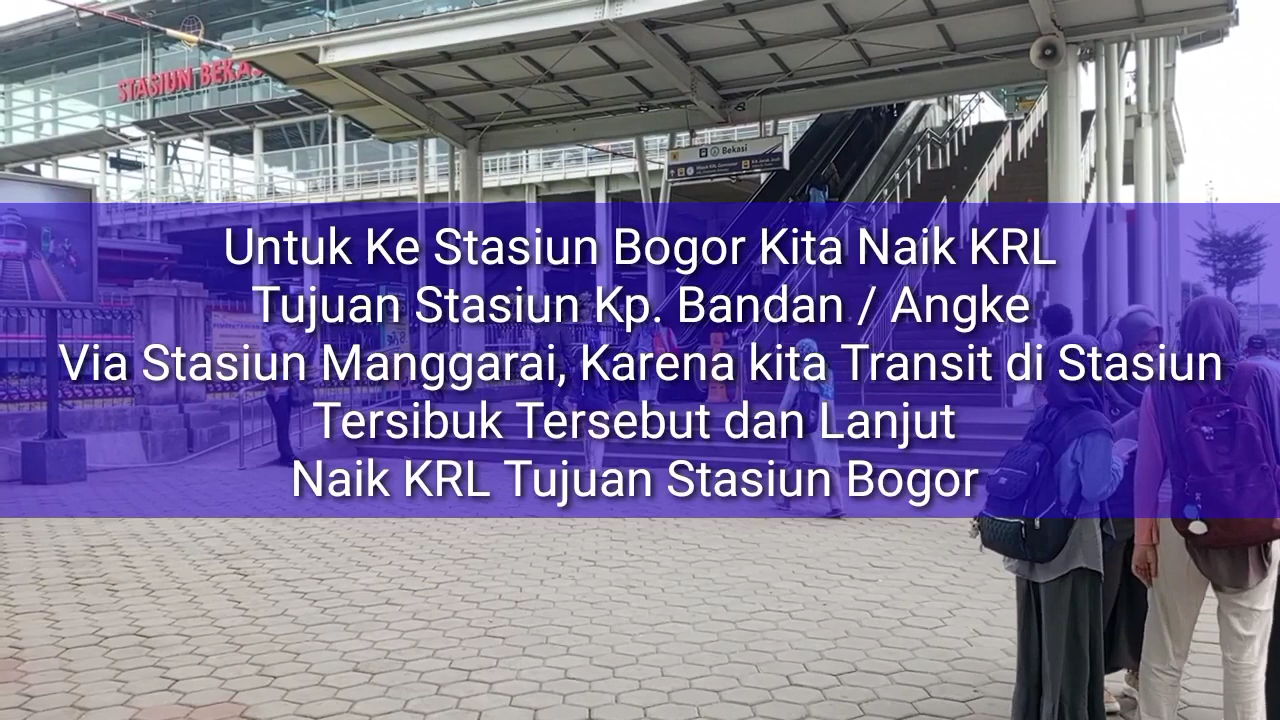 STASIUN BEKAS
Bekasi
Untuk Ke Stasiun Bogor Kita Naik KRL
Tujuan Stasiun Kp. Bandan / Angke
Via Stasiun Manggarai, Karena kita Transit di Stasiun
Tersibuk Tersebut dan Lanjut
Naik KRL Tujuan Stasiun Bogor